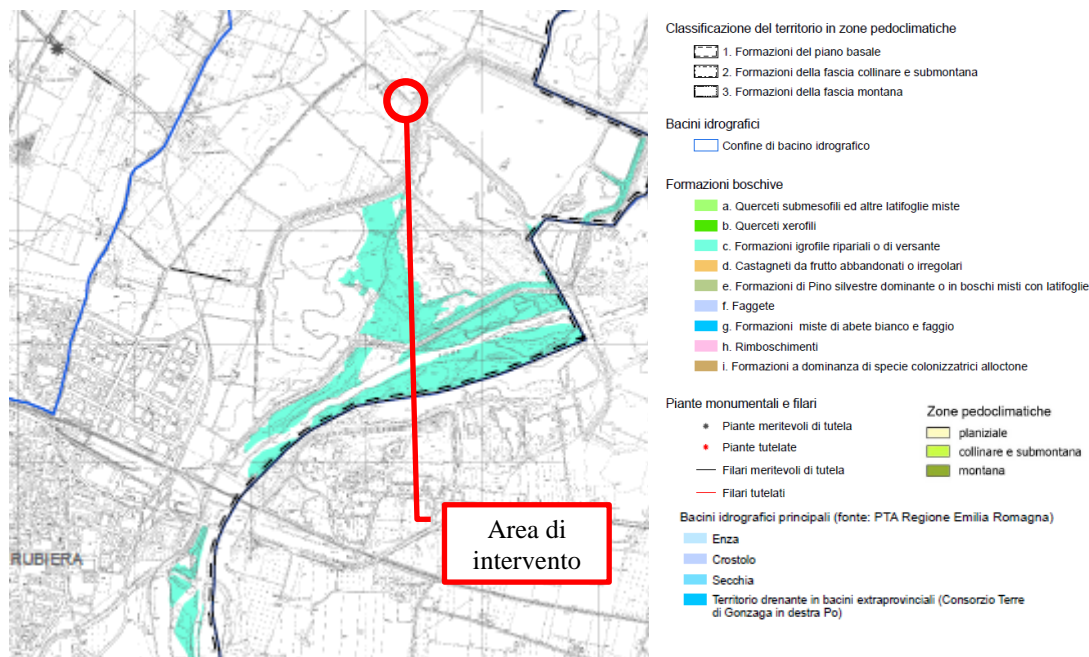 Classificazione del territorio in zone pedoclimatiche
1. Formazioni del piano basale
2. Formazioni della fascia collinare e submontana
3. Formazioni della fascia montana
Bacini idrografici
Confine di bacino idrografico
Formazioni boschive
a. Querceti submesofili ed altre latifoglie miste
b. Querceti xerofili
c. Formazioni igrofile ripariali o di versante
d. Castagneti da frutto abbandonati o irregolari
e. Formazioni di Pino silvestre dominante o in boschi misti con latifoglie
f. Faggete
g. Formazioni miste di abete bianco e faggio
h. Rimboschimenti
i. Formazioni a dominanza di specie colonizzatrici alloctone
Piante monumentali e filari
Piante meritevoli di tutela
Piante tutelate
Filari meritevoli di tutela
Filari tutelati
Zone pedoclimatiche
planiziale
collinare e submontana
montana
Bacini idrografici principali (fonte: PTA Regione Emilia Romagna)
Enza
Crostolo
Secchia
Territorio drenante in bacini extraprovinciali (Consorzio Terre
di Gonzaga in destra Po)
Area di
intervento
RUBIERA